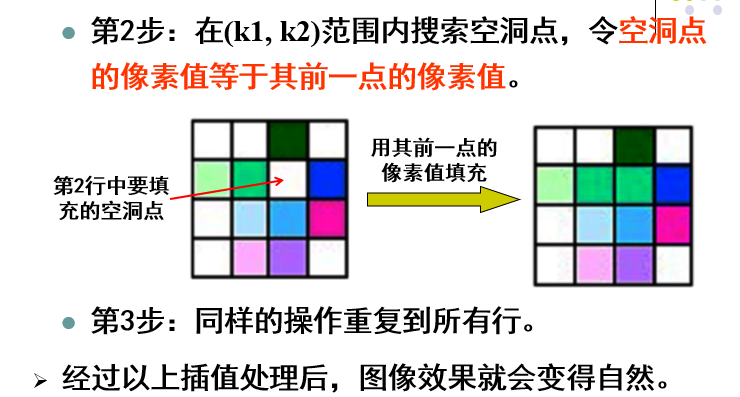 第2步：在(k1, k2)范围内搜索空洞点，令空洞点
的像素值等于其前一点的像素值。
用其前一点的
像素值填充
第2行中要填
充的空洞点
第3步：同样的操作重复到所有行。
经过以上插值处理后，图像效果就会变得自然。